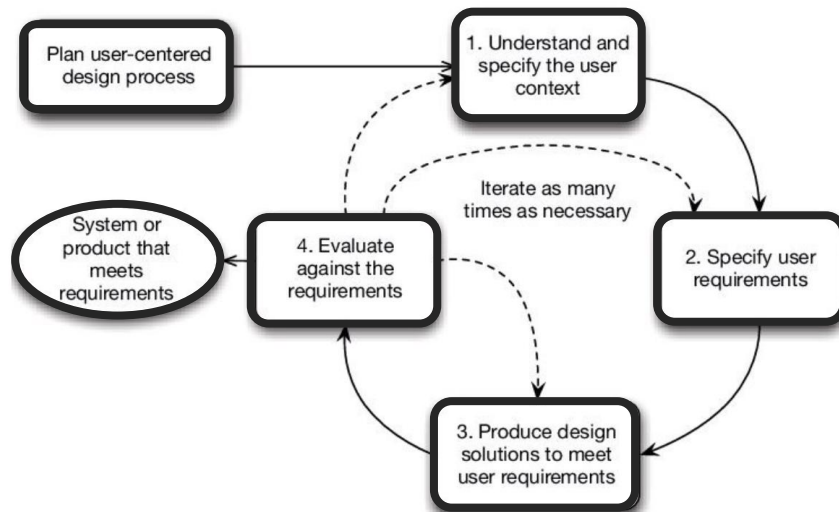 Plan user-centered
design process
1. Understand and
specify the user
context
Iterate as many
times as necessary
2. Specify user
requirements
3. Produce design
solutions to meet
user requirements
4. Evaluate
against the
requirements
System or
product that
meets
requirements